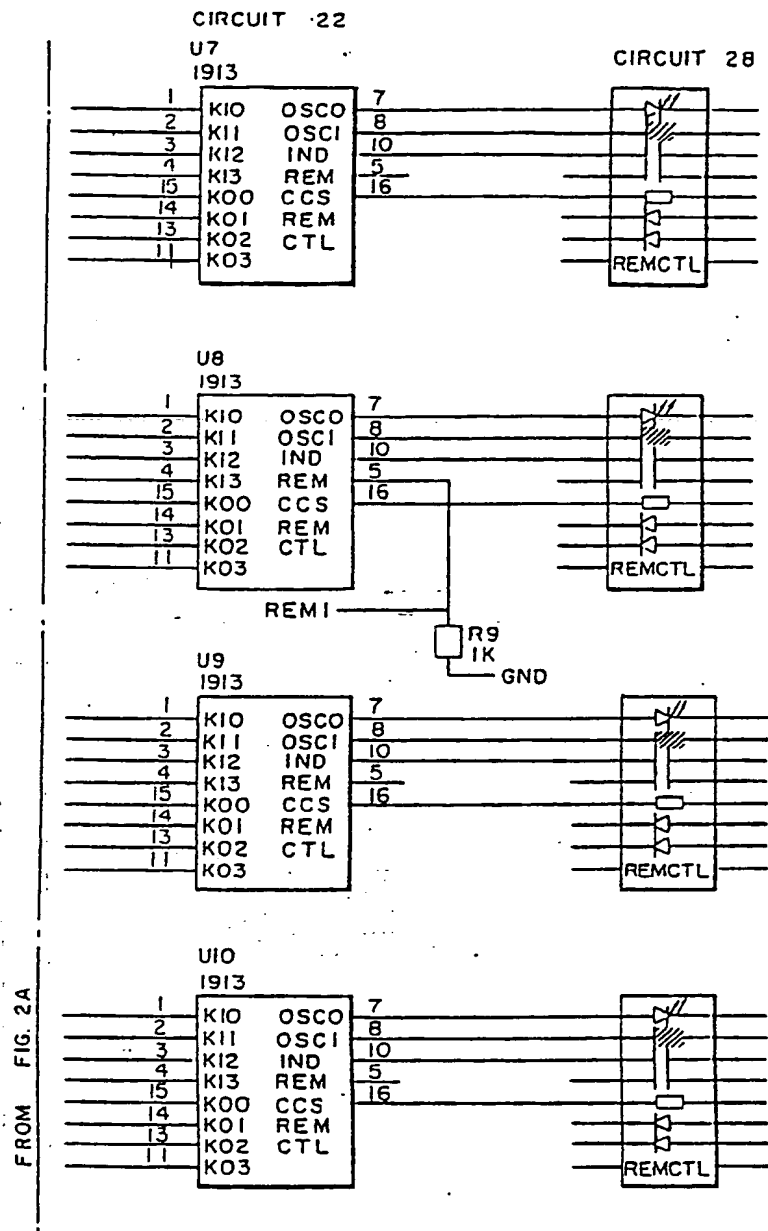 CIRCUIT 22
U7
1913
CIRCUIT 28
1 KI0 OSCO 7
2 KI1 OSCI 8
3 KI2 IND 10
4 KI3 REM 5
15 KO0 CCS 16
14 KO1 REM
13 KO2 CTL
11 KO3
REMCTL
U8
1913
1 KI0 OSCO 7
2 KI1 OSCI 8
3 KI2 IND 10
4 KI3 REM 5
15 KO0 CCS 16
14 KO1 REM
13 KO2 CTL
11 KO3
REMCTL
REM1
R9
1K
GND
U9
1913
1 KI0 OSCO 7
2 KI1 OSCI 8
3 KI2 IND 10
4 KI3 REM 5
15 KO0 CCS 16
14 KO1 REM
13 KO2 CTL
11 KO3
REMCTL
U10
1913
1 KI0 OSCO 7
2 KI1 OSCI 8
3 KI2 IND 10
4 KI3 REM 5
15 KO0 CCS 16
14 KO1 REM
13 KO2 CTL
11 KO3
REMCTL
FROM FIG. 2A